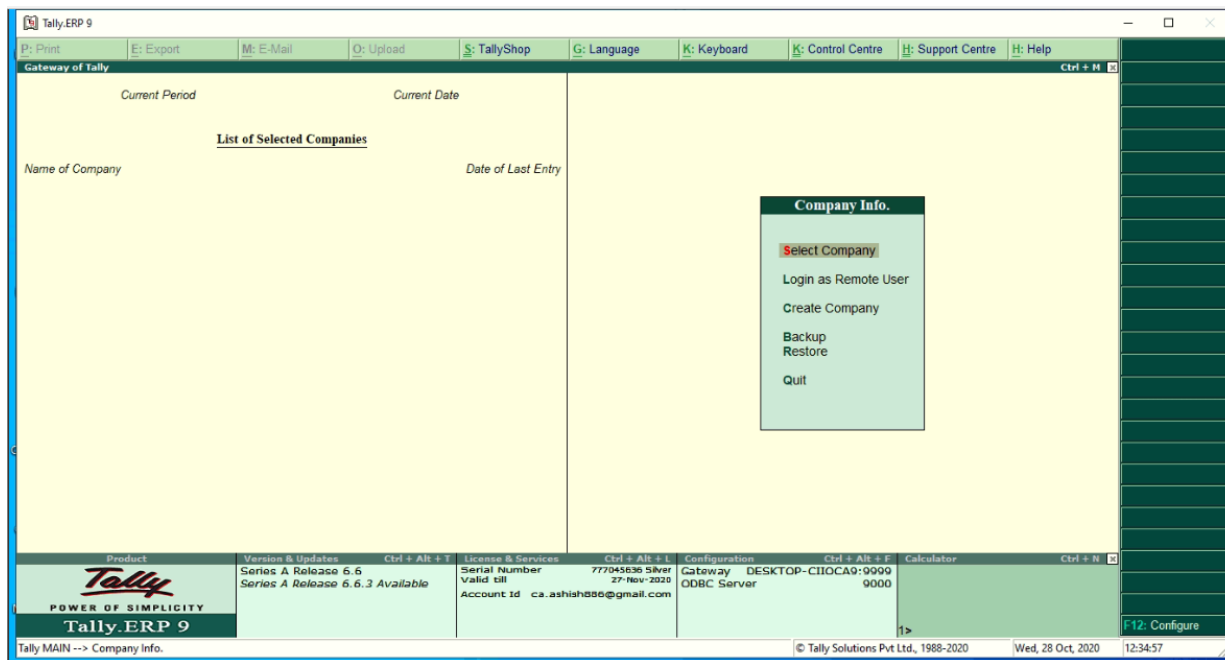 Tally.ERP 9
P: Print E: Export M: E-Mail O: Upload S: TallyShop G: Language K: Keyboard K: Control Centre H: Support Centre H: Help
Gateway of Tally Ctrl + M
Current Period Current Date
List of Selected Companies
Name of Company Date of Last Entry
Company Info.
Select Company
Login as Remote User
Create Company
Backup
Restore
Quit
Product Version & Updates Ctrl + Alt + T License & Services Ctrl + Alt + L Configuration Ctrl + Alt + F Calculator Ctrl + N
Tally
POWER OF SIMPLICITY
Tally.ERP 9
Series A Release 6.6
Series A Release 6.6.3 Available
Serial Number 777045636 Silver
Valid till 27-Nov-2020
Account Id ca.ashish886@gmail.com
Gateway DESKTOP-CIIOCA9:9999
ODBC Server 9000
1>
F12: Configure
Tally MAIN --> Company Info. © Tally Solutions Pvt Ltd., 1988-2020 Wed, 28 Oct, 2020 12:34:57